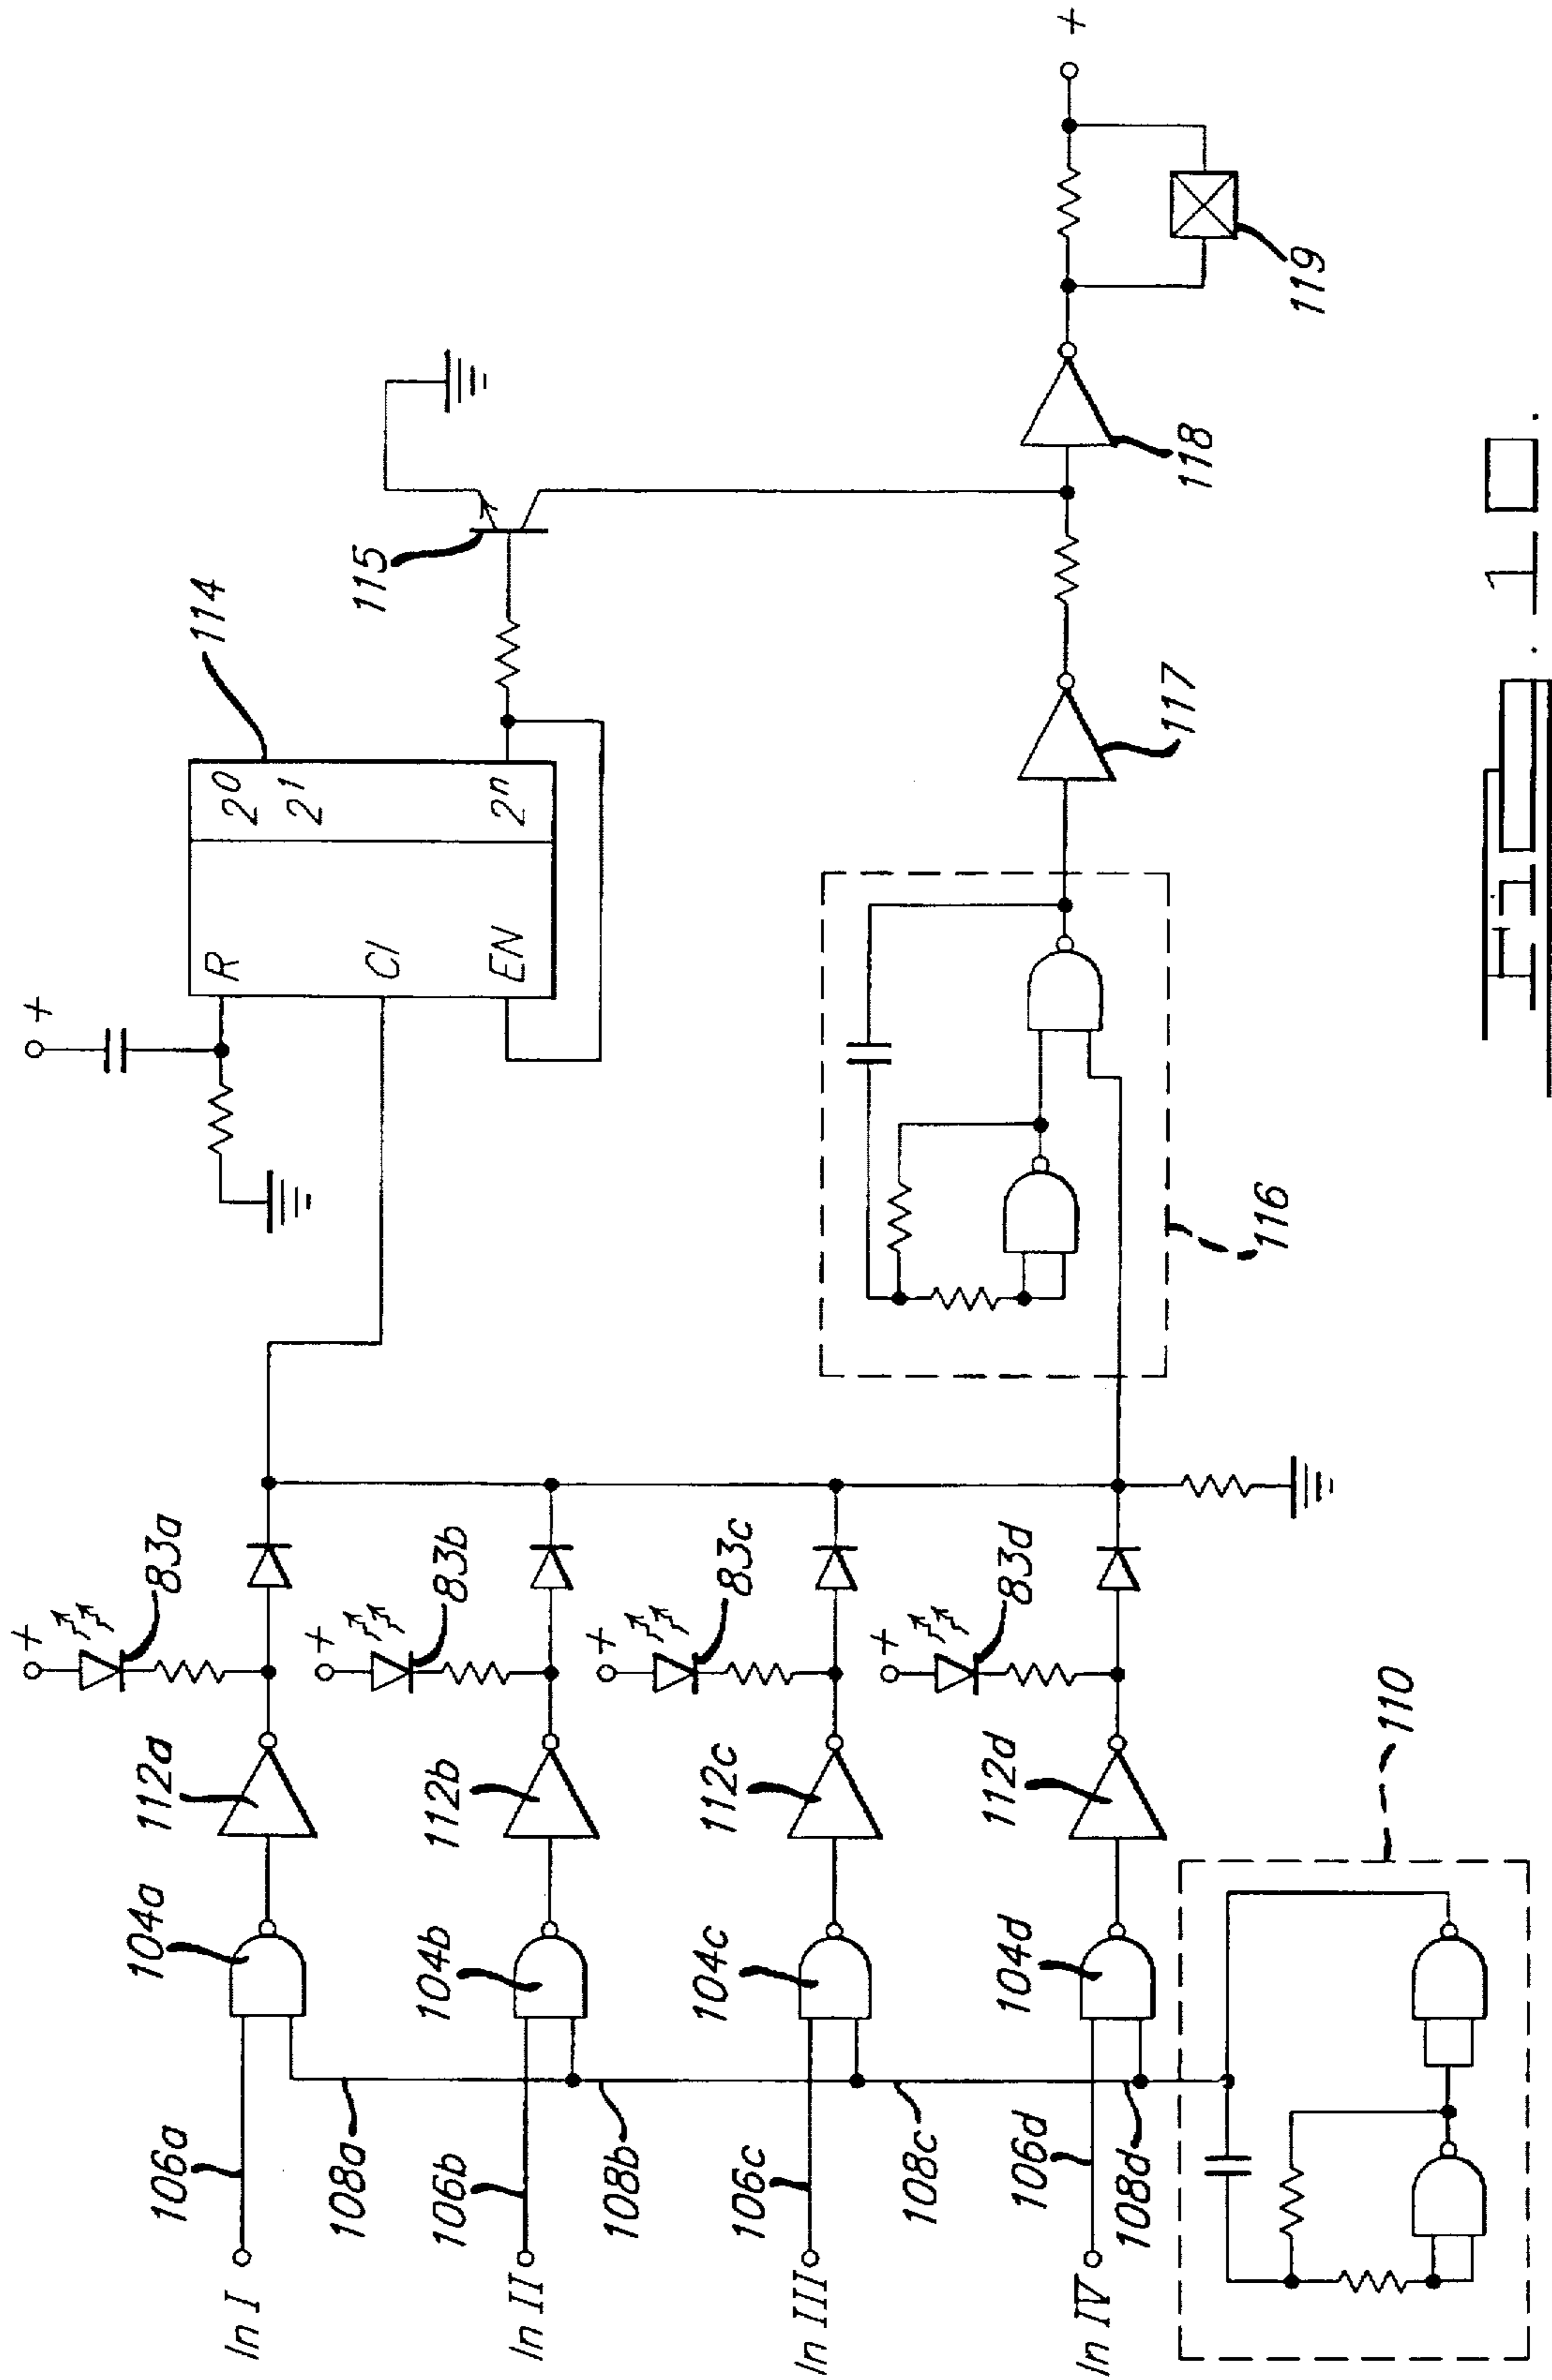 +
R
Cl
EN
2⁰
2¹
2ⁿ
114
115
+
83a
+
83b
+
83c
+
83d
112a
112b
112c
112d
104a
104b
104c
104d
106a
108a
106b
108b
106c
108c
106d
108d
In I
In II
In III
In IV
110
116
117
118
119
+
Fig. 10.